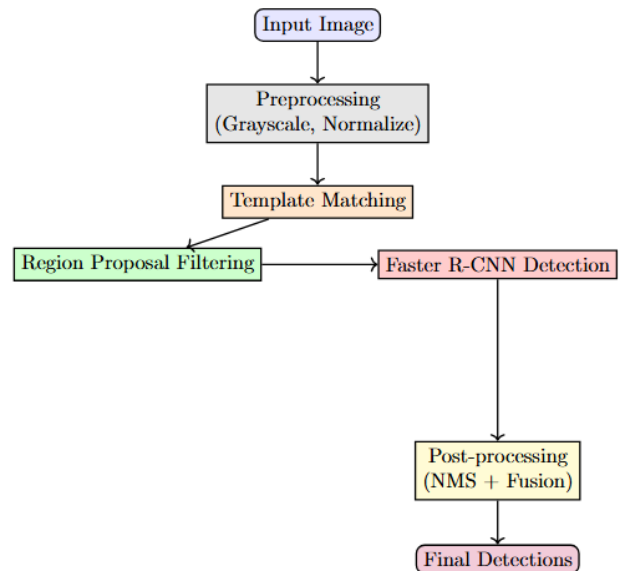 Input Image
Preprocessing
(Grayscale, Normalize)
Template Matching
Region Proposal Filtering
Faster R-CNN Detection
Post-processing
(NMS + Fusion)
Final Detections